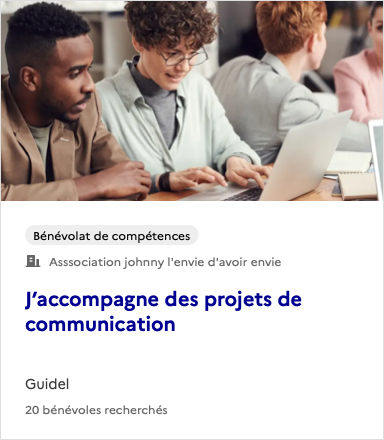 Bénévolat de compétences
Asssociation johnny l'envie d'avoir envie
J’accompagne des projets de
communication
Guidel
20 bénévoles recherchés